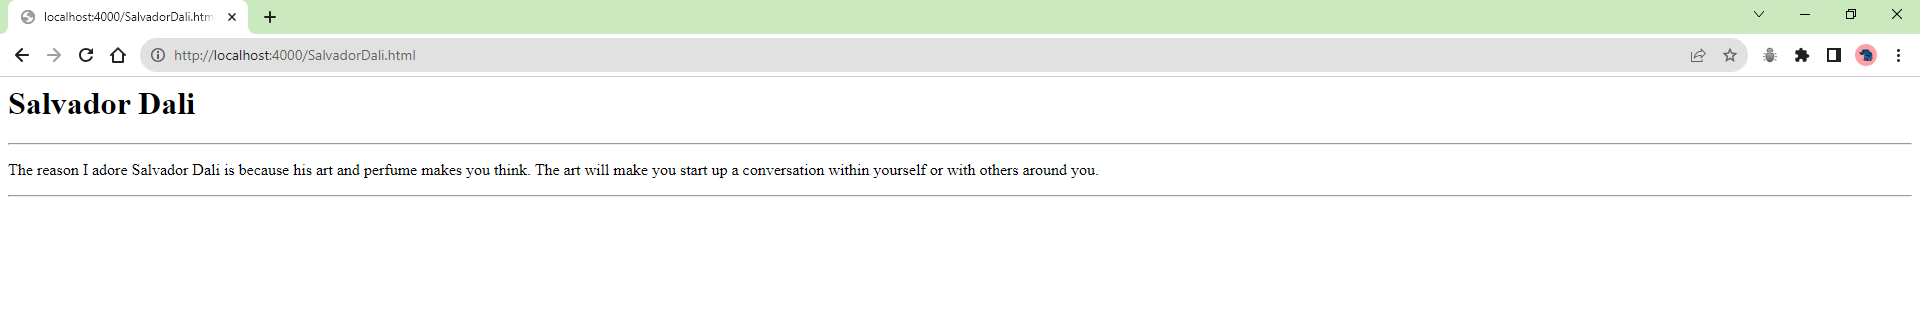 localhost:4000/SalvadorDali.htm
http://localhost:4000/SalvadorDali.html
Salvador Dali
The reason I adore Salvador Dali is because his art and perfume makes you think. The art will make you start up a conversation within yourself or with others around you.